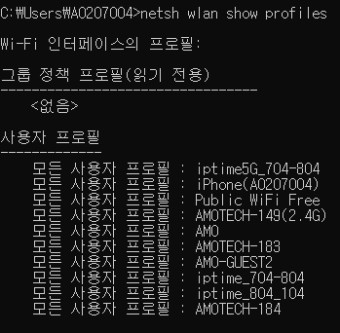 C:₩Users₩A0207004>netsh wlan show profiles
Wi-Fi 인터페이스의 프로필:
그룹 정책 프로필(읽기 전용)
---------------------------------
<없음>
사용자 프로필
-------------
모든 사용자 프로필 : iptime5G_704-804
모든 사용자 프로필 : iPhone(A0207004)
모든 사용자 프로필 : Public WiFi Free
모든 사용자 프로필 : AMOTECH-149(2.4G)
모든 사용자 프로필 : AMO
모든 사용자 프로필 : AMOTECH-183
모든 사용자 프로필 : AMO-GUEST2
모든 사용자 프로필 : iptime_704-804
모든 사용자 프로필 : iptime_804_104
모든 사용자 프로필 : AMOTECH-184